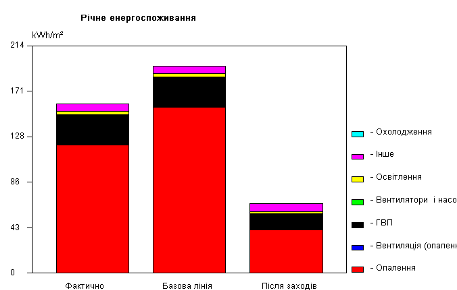 Річне енергоспоживання
kWh/m²
214
171
128
86
43
0
Фактично
Базова лінія
Після заходів
- Охолодження
- Інше
- Освітлення
- Вентилятори і насо
- ГВП
- Вентиляція (опален
- Опалення